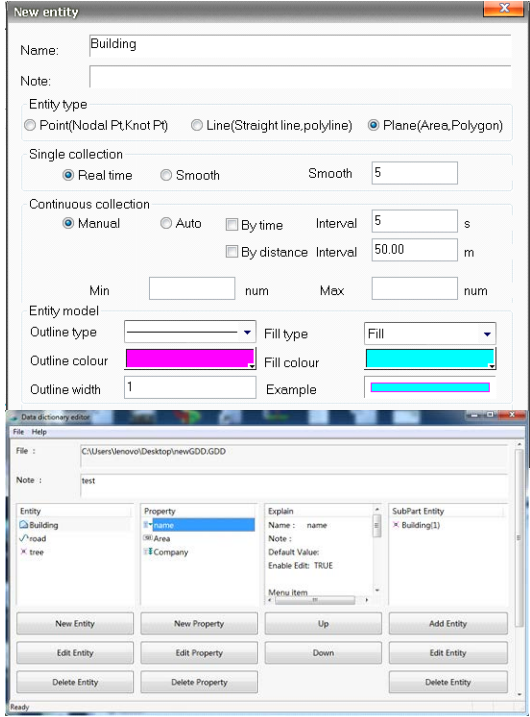 New entity
Name: Building
Note:
Entity type
Point(Nodal Pt,Knot Pt) Line(Straight line,polyline) Plane(Area,Polygon)
Single collection
Real time Smooth Smooth 5
Continuous collection
Manual Auto By time Interval 5 s
By distance Interval 50.00 m
Min num Max num
Entity model
Outline type Fill type Fill
Outline colour Fill colour
Outline width 1 Example
Data dictionary editor
File Help
File : C:\Users\lenovo\Desktop\newGDD.GDD
Note : test
Entity Property Explain SubPart Entity
Building name Name : name Building(1)
road Area Note :
tree Company Default Value:
Enable Edit: TRUE
Menu item
New Entity New Property Up Add Entity
Edit Entity Edit Property Down Edit Entity
Delete Entity Delete Property Delete Entity
Ready